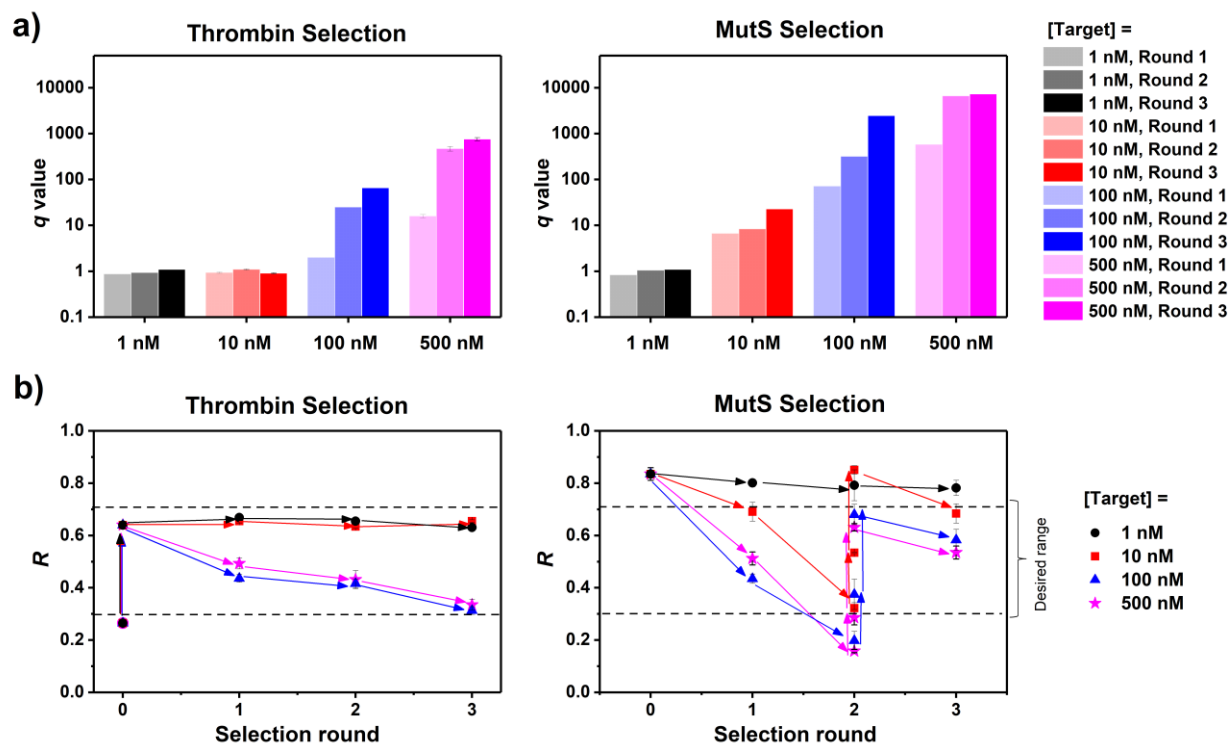 a)
Thrombin Selection
MutS Selection
[Target] =
q value
10000
1000
100
10
1
0.1
1 nM
10 nM
100 nM
500 nM
q value
10000
1000
100
10
1
0.1
1 nM
10 nM
100 nM
500 nM
1 nM, Round 1
1 nM, Round 2
1 nM, Round 3
10 nM, Round 1
10 nM, Round 2
10 nM, Round 3
100 nM, Round 1
100 nM, Round 2
100 nM, Round 3
500 nM, Round 1
500 nM, Round 2
500 nM, Round 3
b)
Thrombin Selection
MutS Selection
R
1.0
0.8
0.6
0.4
0.2
0.0
0
1
2
3
Selection round
R
1.0
0.8
0.6
0.4
0.2
0.0
0
1
2
3
Selection round
Desired range
[Target] =
1 nM
10 nM
100 nM
500 nM